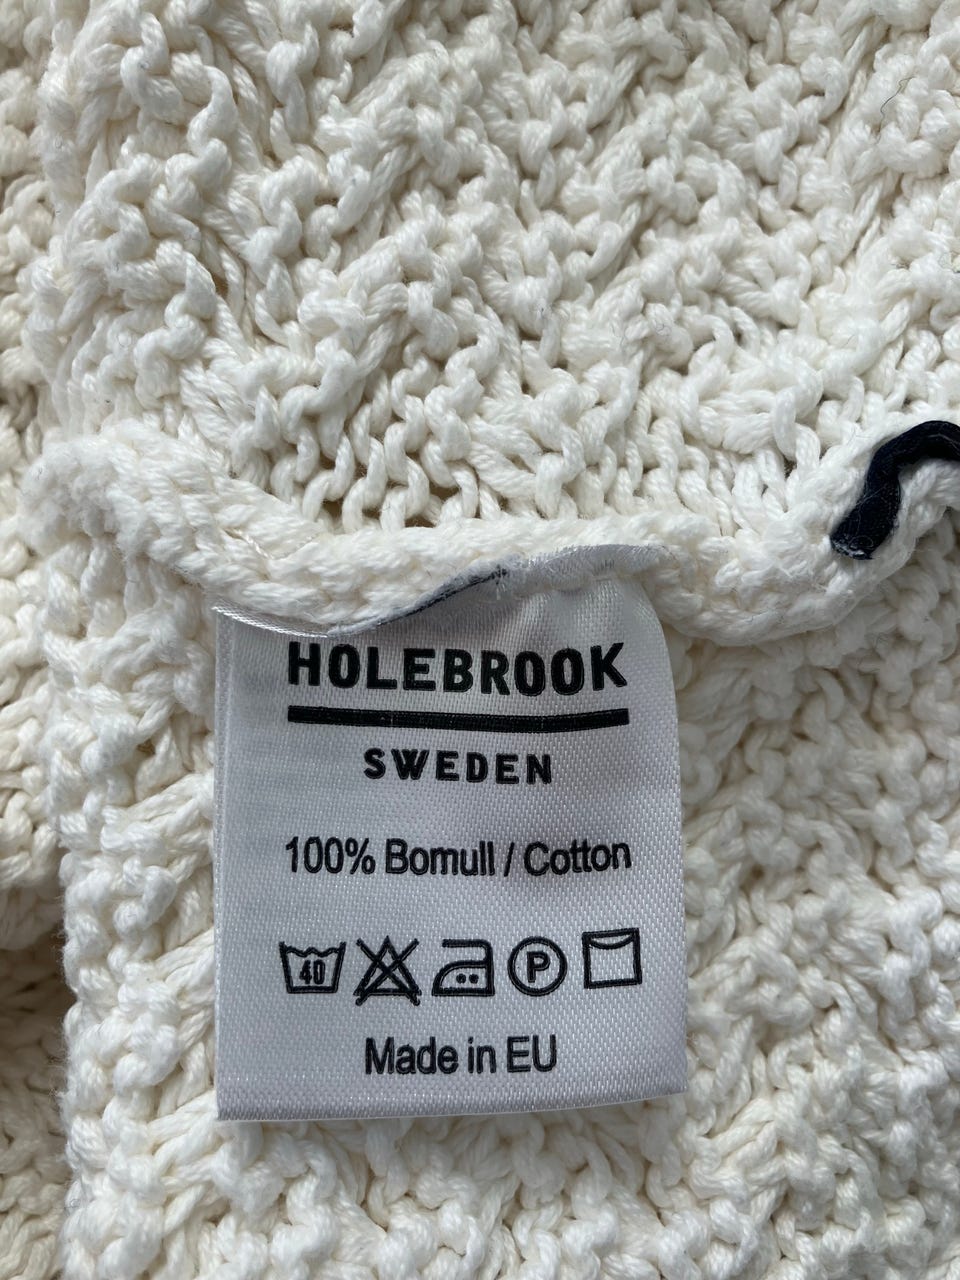 HOLEBROOK
SWEDEN
100% Bomull / Cotton
40 P
Made in EU